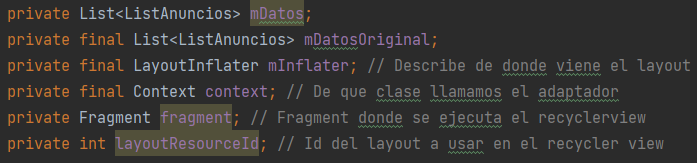 private List<ListAnuncios> mDatos;
private final List<ListAnuncios> mDatosOriginal;
private final LayoutInflater mInflater; // Describe de donde viene el layout
private final Context context; // De que clase llamamos el adaptador
private Fragment fragment; // Fragment donde se ejecuta el recyclerview
private int layoutResourceId; // Id del layout a usar en el recycler view